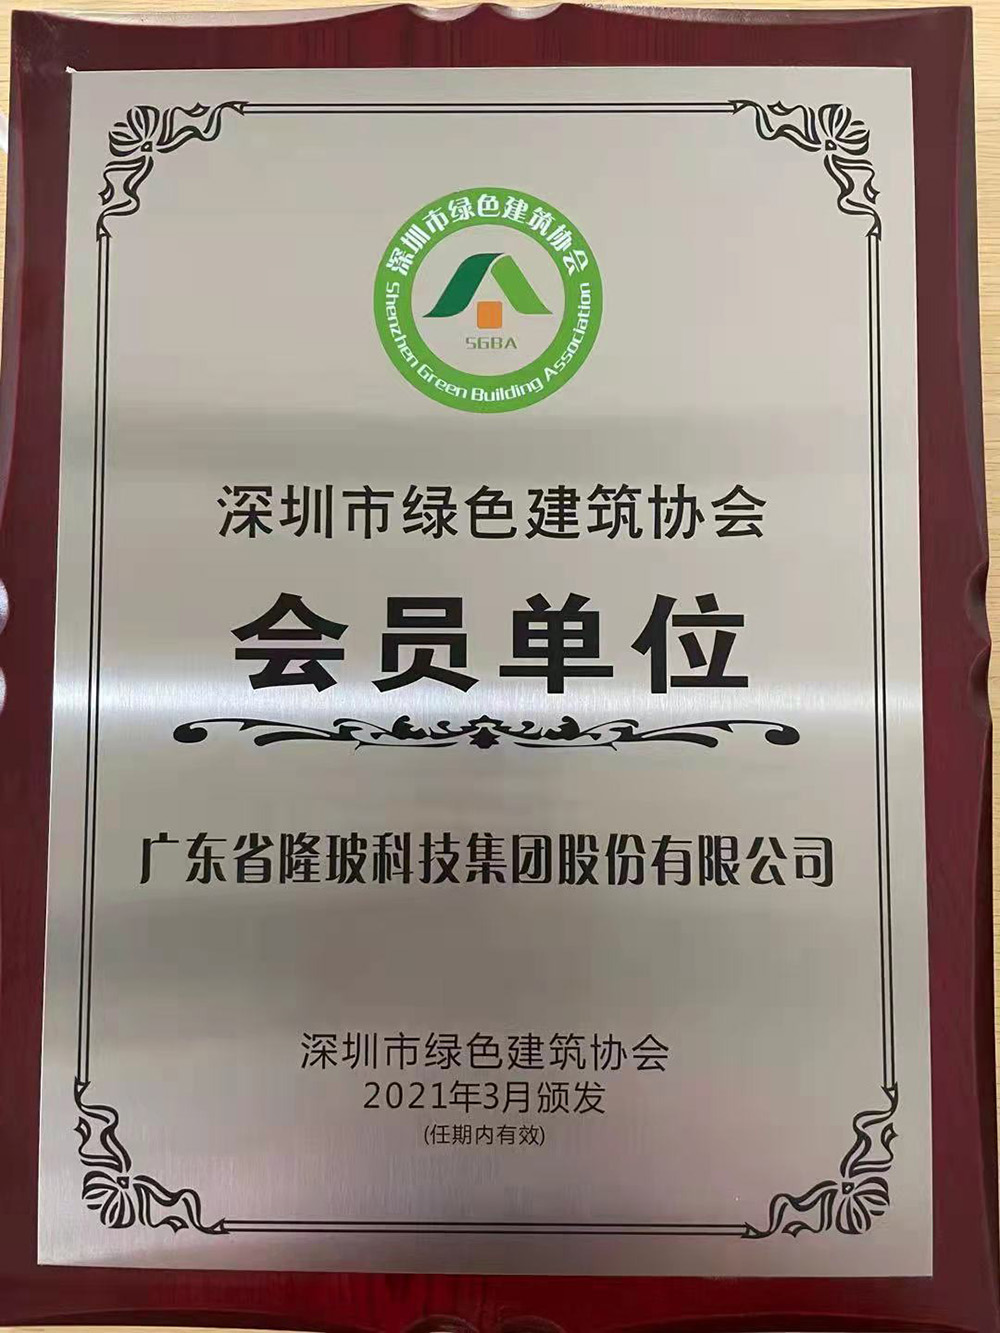 深圳市绿色建筑协会
SGBA
Shenzhen Green Building Association
深圳市绿色建筑协会
会员单位
广东省隆玻科技集团股份有限公司
深圳市绿色建筑协会
2021年3月颁发
(任期内有效)